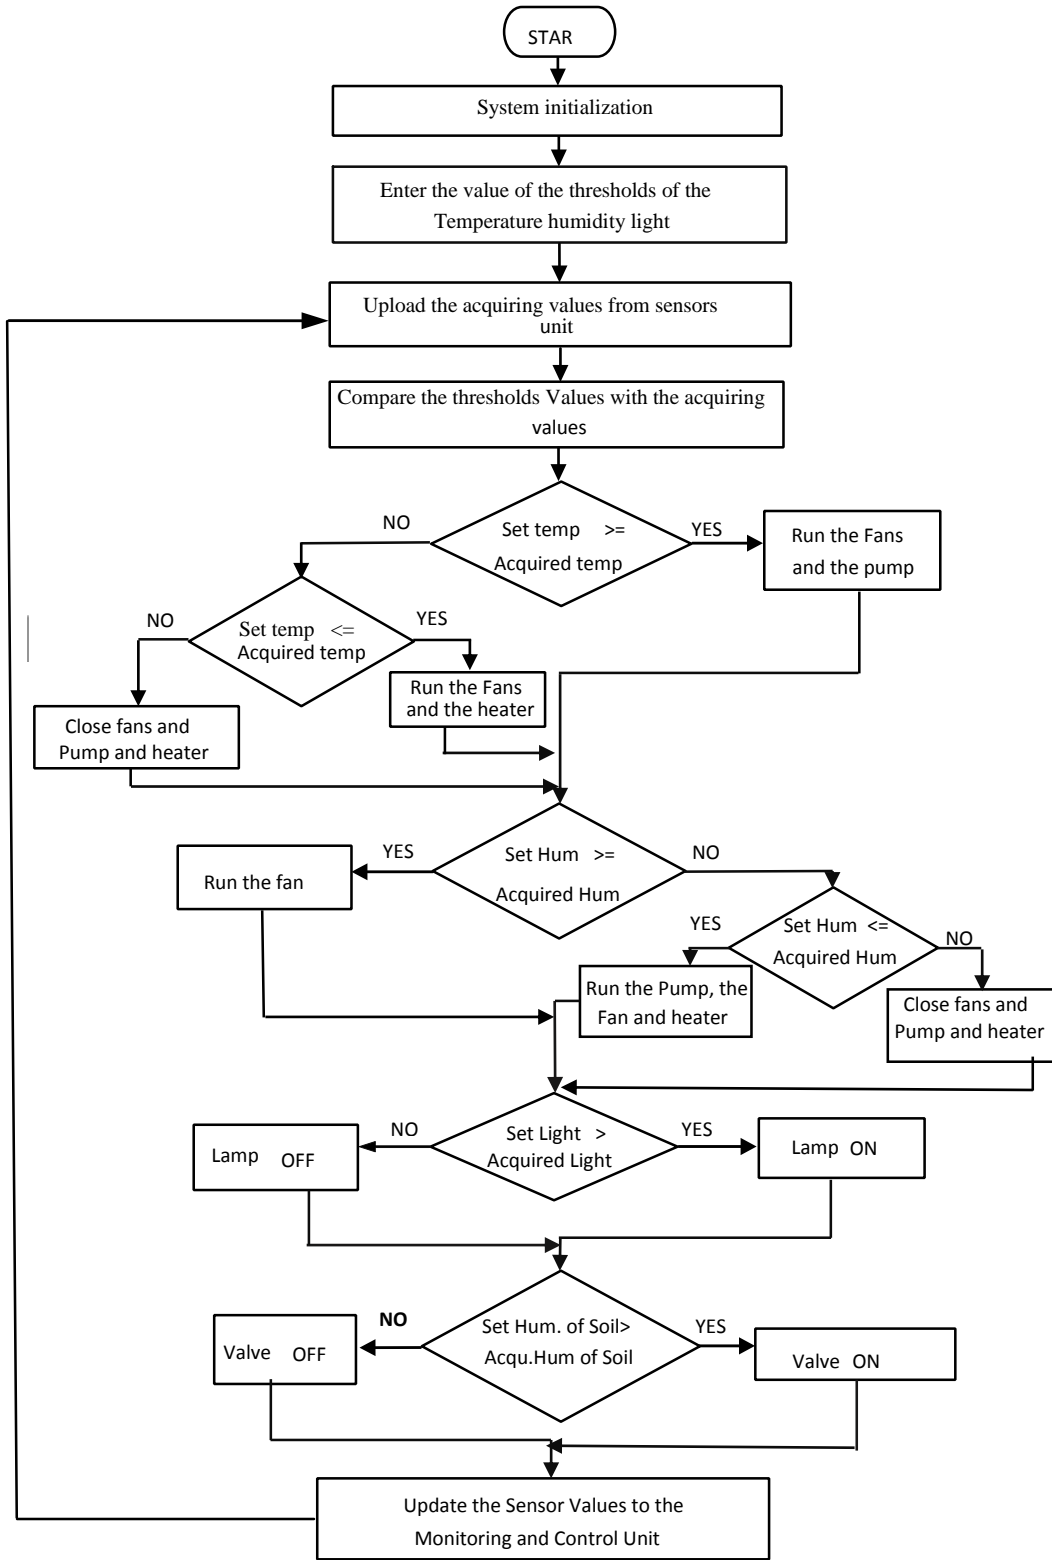 STAR
System initialization
Enter the value of the thresholds of the
Temperature humidity light
Upload the acquiring values from sensors
unit
Compare the thresholds Values with the acquiring
values
NO
Set temp >=
Acquired temp
YES
Run the Fans
and the pump
NO
Set temp <=
Acquired temp
YES
Run the Fans
and the heater
Close fans and
Pump and heater
YES
Set Hum >=
Acquired Hum
NO
Run the fan
YES
Set Hum <=
Acquired Hum
NO
Run the Pump, the
Fan and heater
Close fans and
Pump and heater
NO
Set Light >
Acquired Light
YES
Lamp OFF
Lamp ON
NO
Set Hum. of Soil>
Acqu.Hum of Soil
YES
Valve OFF
Valve ON
Update the Sensor Values to the
Monitoring and Control Unit